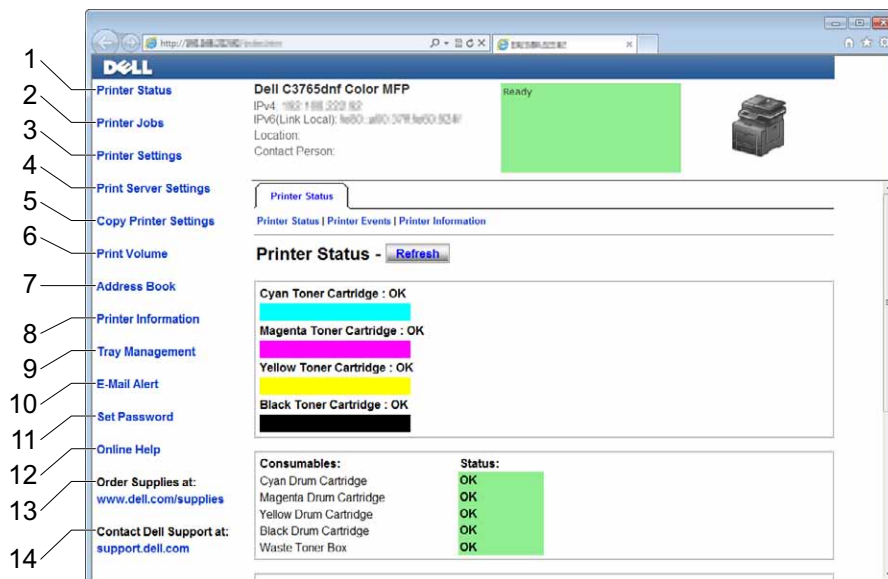 http://
DELL
1
Printer Status
2
Printer Jobs
3
Printer Settings
4
Print Server Settings
5
Copy Printer Settings
6
Print Volume
7
Address Book
8
Printer Information
9
Tray Management
10
E-Mail Alert
11
Set Password
12
Online Help
13
Order Supplies at:
www.dell.com/supplies
14
Contact Dell Support at:
support.dell.com
Dell C3765dnf Color MFP
IPv4:
IPv6(Link Local):
Location:
Contact Person:
Ready
Printer Status
Printer Status | Printer Events | Printer Information
Printer Status - Refresh
Cyan Toner Cartridge : OK
Magenta Toner Cartridge : OK
Yellow Toner Cartridge : OK
Black Toner Cartridge : OK
Consumables: Status:
Cyan Drum Cartridge OK
Magenta Drum Cartridge OK
Yellow Drum Cartridge OK
Black Drum Cartridge OK
Waste Toner Box OK